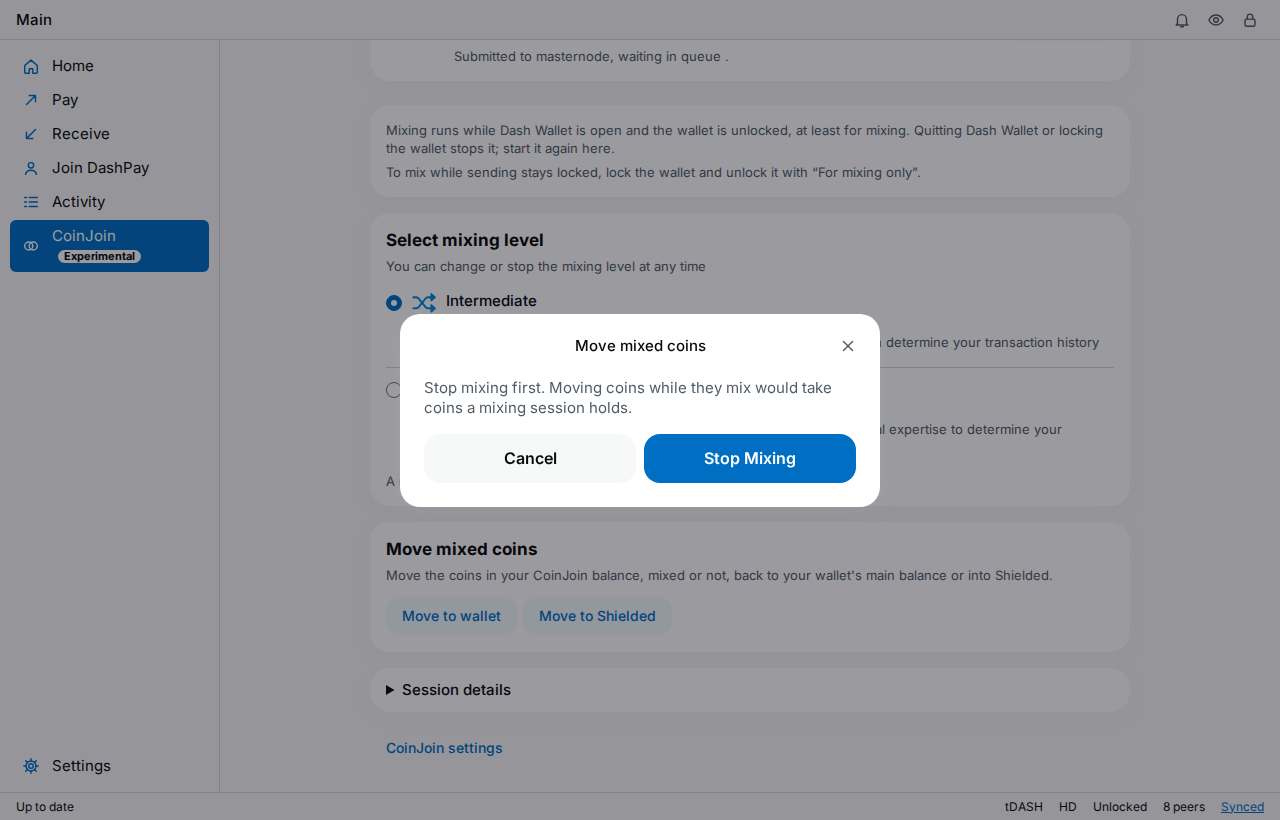 Main
Home
Pay
Receive
Join DashPay
Activity
CoinJoin
Experimental
Settings
Submitted to masternode, waiting in queue .
Mixing runs while Dash Wallet is open and the wallet is unlocked, at least for mixing. Quitting Dash Wallet or locking
the wallet stops it; start it again here.
To mix while sending stays locked, lock the wallet and unlock it with “For mixing only”.
Select mixing level
You can change or stop the mixing level at any time
Intermediate
determine your transaction history
expertise to determine your
A
Move mixed coins
Stop mixing first. Moving coins while they mix would take
coins a mixing session holds.
Cancel
Stop Mixing
Move mixed coins
Move the coins in your CoinJoin balance, mixed or not, back to your wallet's main balance or into Shielded.
Move to wallet
Move to Shielded
Session details
CoinJoin settings
Up to date
tDASH
HD
Unlocked
8 peers
Synced